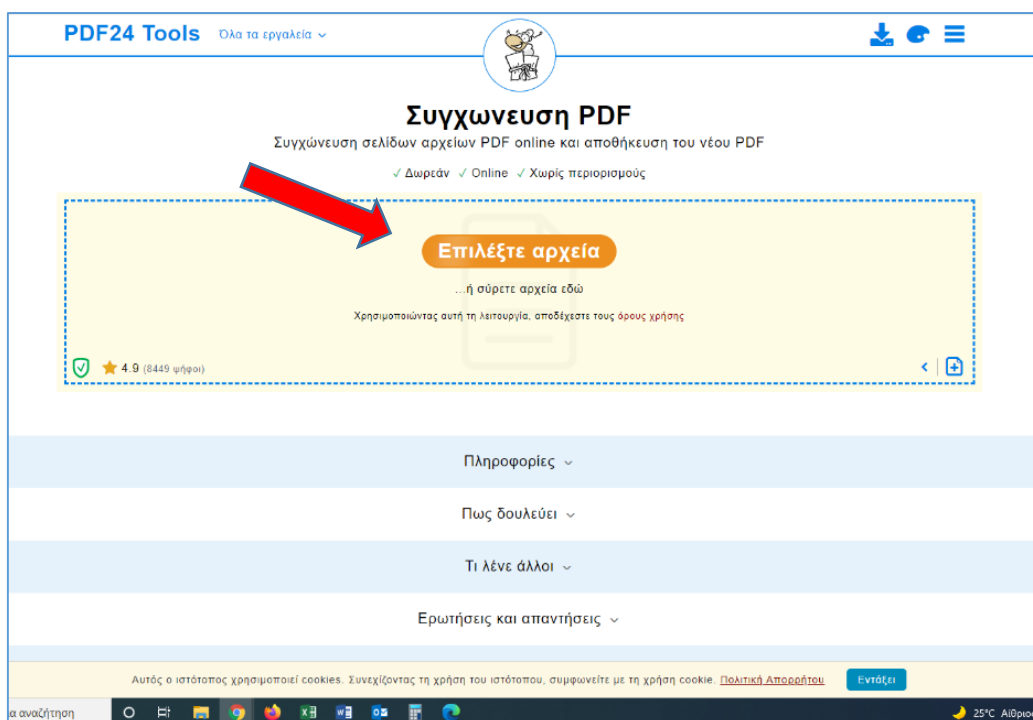 PDF24 Tools Όλα τα εργαλεία
Συγχωνευση PDF
Συγχώνευση σελίδων αρχείων PDF online και αποθήκευση του νέου PDF
✓ Δωρεάν ✓ Online ✓ Χωρίς περιορισμούς
Επιλέξτε αρχεία
...ή σύρετε αρχεία εδώ
Χρησιμοποιώντας αυτή τη λειτουργία, αποδέχεστε τους όρους χρήσης
4.9 (8449 ψήφοι)
Πληροφορίες
Πως δουλεύει
Τι λένε άλλοι
Ερωτήσεις και απαντήσεις
Αυτός ο ιστότοπος χρησιμοποιεί cookies. Συνεχίζοντας τη χρήση του ιστότοπου, συμφωνείτε με τη χρήση cookie. Πολιτική Απορρήτου Εντάξει
α αναζήτηση 25°C Αίθριο